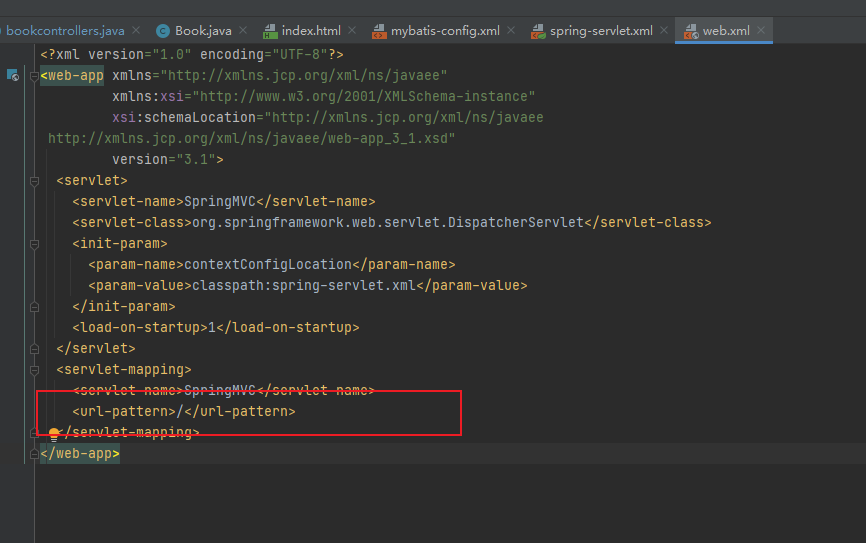 bookcontrollers.java Book.java index.html mybatis-config.xml spring-servlet.xml web.xml
<?xml version="1.0" encoding="UTF-8"?>
<web-app xmlns="http://xmlns.jcp.org/xml/ns/javaee"
xmlns:xsi="http://www.w3.org/2001/XMLSchema-instance"
xsi:schemaLocation="http://xmlns.jcp.org/xml/ns/javaee
http://xmlns.jcp.org/xml/ns/javaee/web-app_3_1.xsd"
version="3.1">
<servlet>
<servlet-name>SpringMVC</servlet-name>
<servlet-class>org.springframework.web.servlet.DispatcherServlet</servlet-class>
<init-param>
<param-name>contextConfigLocation</param-name>
<param-value>classpath:spring-servlet.xml</param-value>
</init-param>
<load-on-startup>1</load-on-startup>
</servlet>
<servlet-mapping>
<servlet-name>SpringMVC</servlet-name>
<url-pattern>/</url-pattern>
</servlet-mapping>
</web-app>